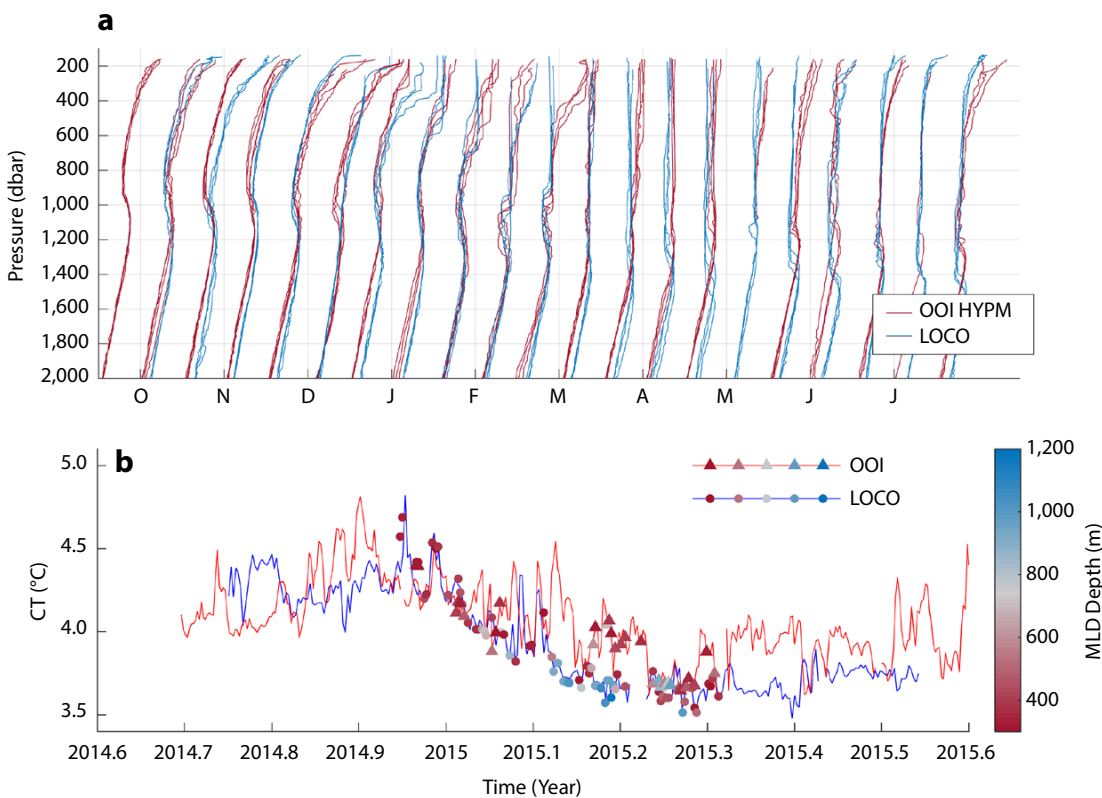 a
200
400
600
800
1,000
1,200
1,400
1,600
1,800
2,000
Pressure (dbar)
OOI HYPM
LOCO
O N D J F M A M J J
b
5.0
4.5
4.0
3.5
CT (°C)
OOI
LOCO
1,200
1,000
800
600
400
MLD Depth (m)
2014.6 2014.7 2014.8 2014.9 2015 2015.1 2015.2 2015.3 2015.4 2015.5 2015.6
Time (Year)